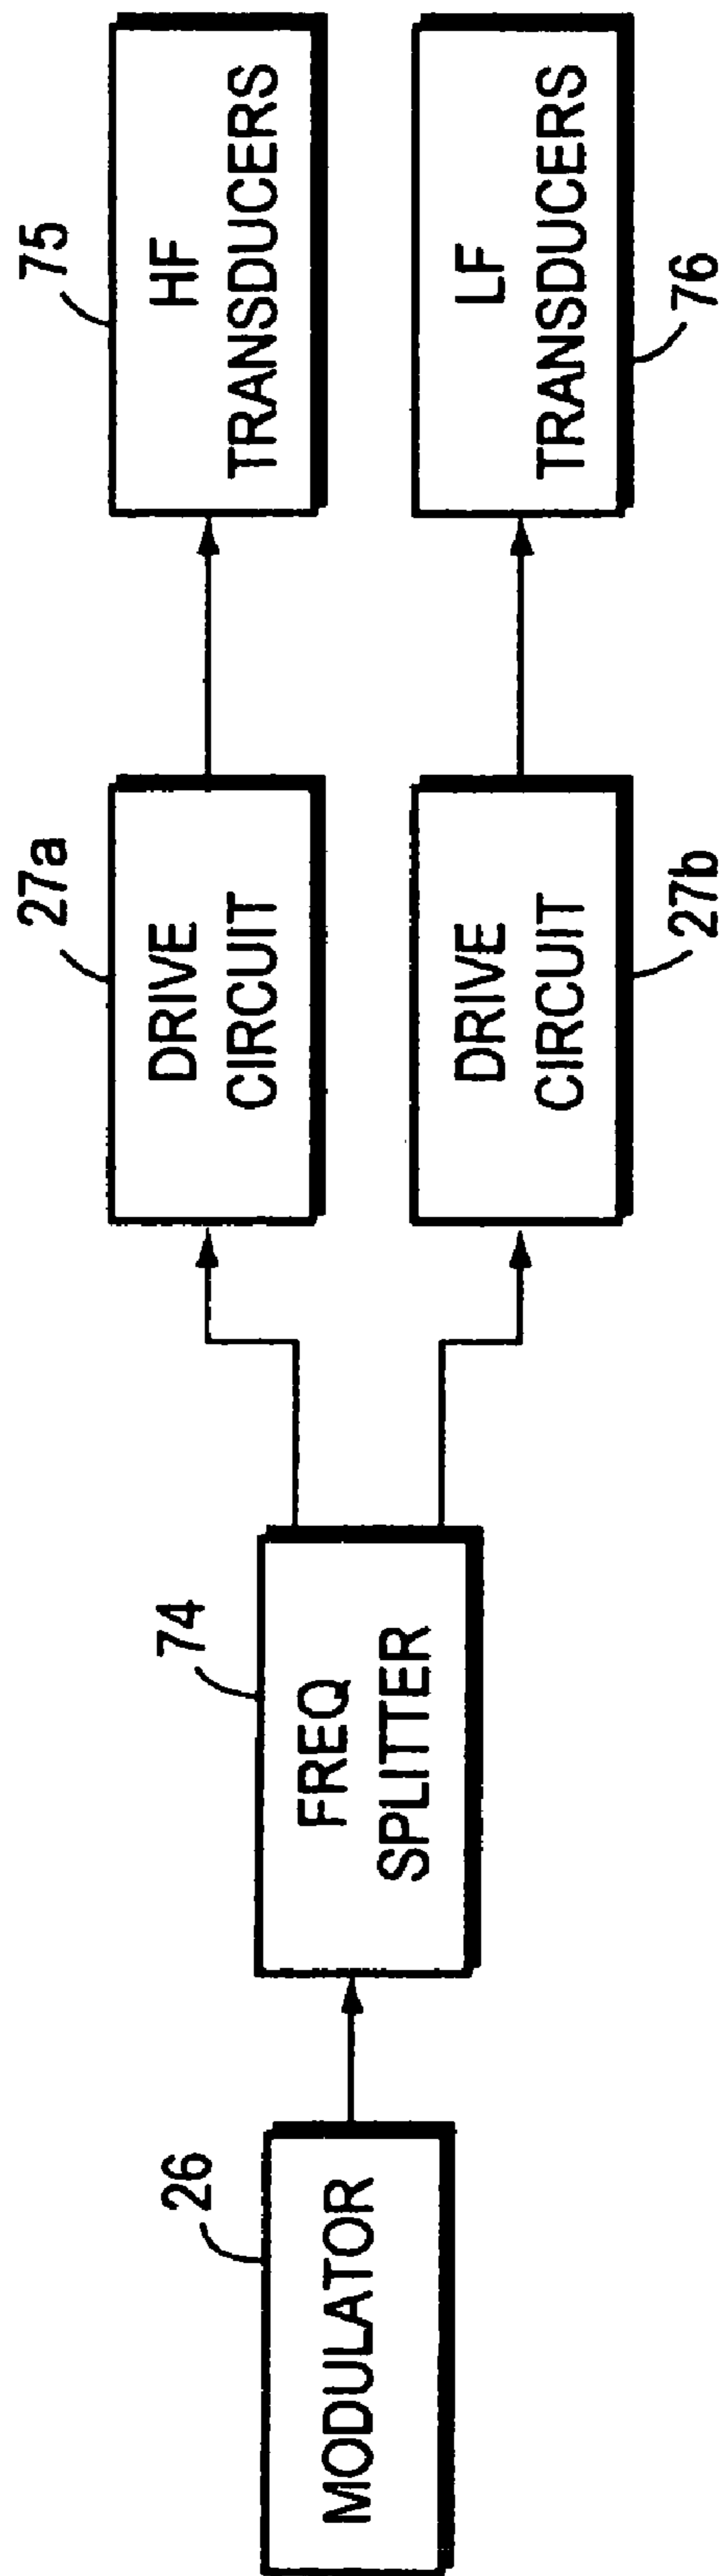 26
MODULATOR
74
FREQ
SPLITTER
27a
DRIVE
CIRCUIT
75
HF
TRANSDUCERS
DRIVE
CIRCUIT
27b
LF
TRANSDUCERS
76